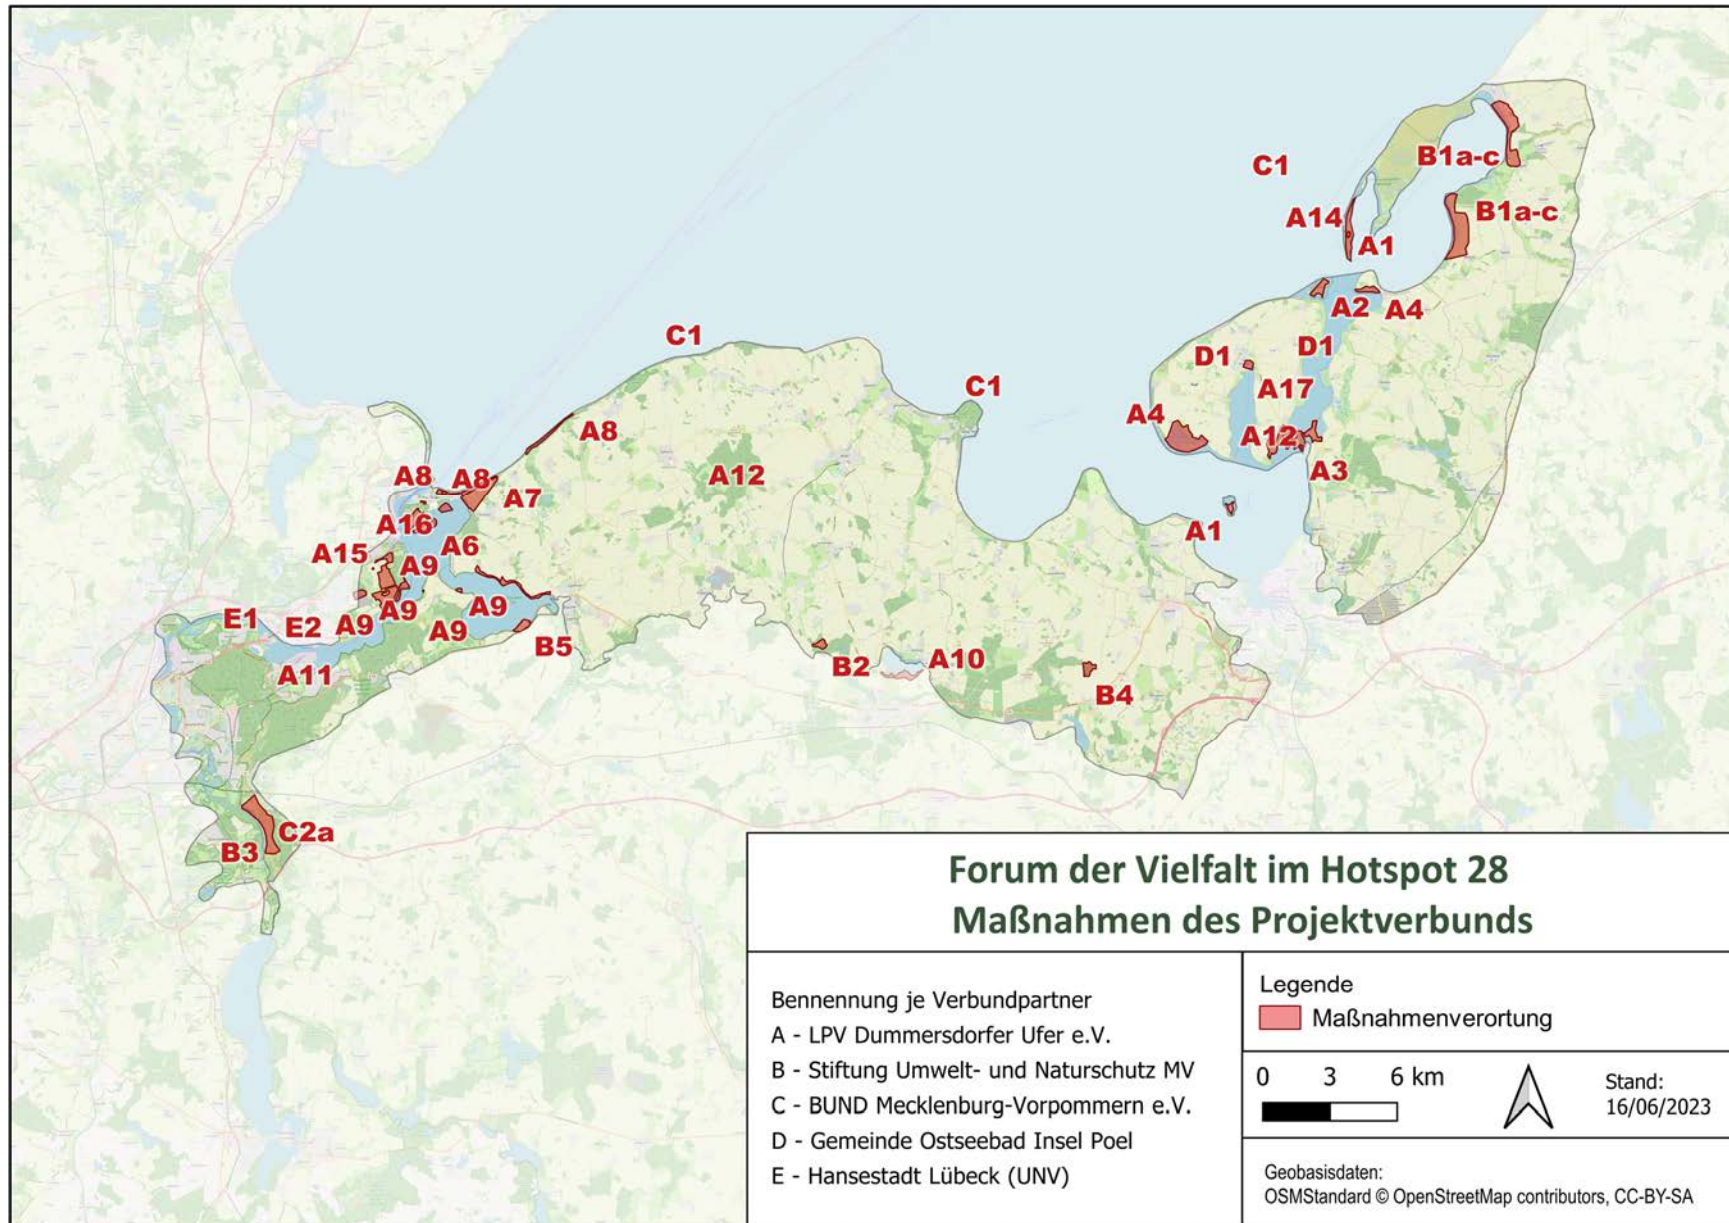 C1
B1a-c
B1a-c
A14
A1
A2
A4
C1
D1
D1
C1
A17
A4
A12
A8
A12
A3
A8
A8
A7
A16
A1
A15
A6
A9
A9
A9
E1
E2
A9
A9
B5
A11
B2
A10
B4
C2a
B3
Forum der Vielfalt im Hotspot 28
Maßnahmen des Projektverbunds
Bennennung je Verbundpartner
A - LPV Dummersdorfer Ufer e.V.
B - Stiftung Umwelt- und Naturschutz MV
C - BUND Mecklenburg-Vorpommern e.V.
D - Gemeinde Ostseebad Insel Poel
E - Hansestadt Lübeck (UNV)
Legende
Maßnahmenverortung
0 3 6 km
Stand:
16/06/2023
Geobasisdaten:
OSMStandard © OpenStreetMap contributors, CC-BY-SA